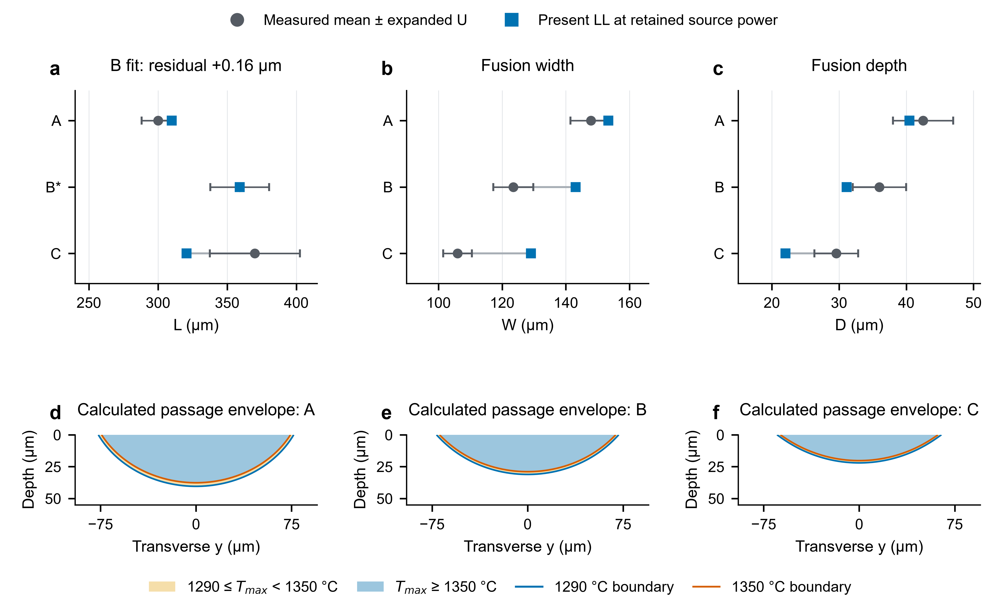 Measured mean ± expanded U
Present LL at retained source power
a
B fit: residual +0.16 μm
A
B*
C
250
300
350
400
L (μm)
b
Fusion width
A
B
C
100
120
140
160
W (μm)
c
Fusion depth
A
B
C
20
30
40
50
D (μm)
d
Calculated passage envelope: A
Depth (μm)
0
25
50
−75
0
75
Transverse y (μm)
e
Calculated passage envelope: B
Depth (μm)
0
25
50
−75
0
75
Transverse y (μm)
f
Calculated passage envelope: C
Depth (μm)
0
25
50
−75
0
75
Transverse y (μm)
1290 ≤ Tmax < 1350 °C
Tmax ≥ 1350 °C
1290 °C boundary
1350 °C boundary